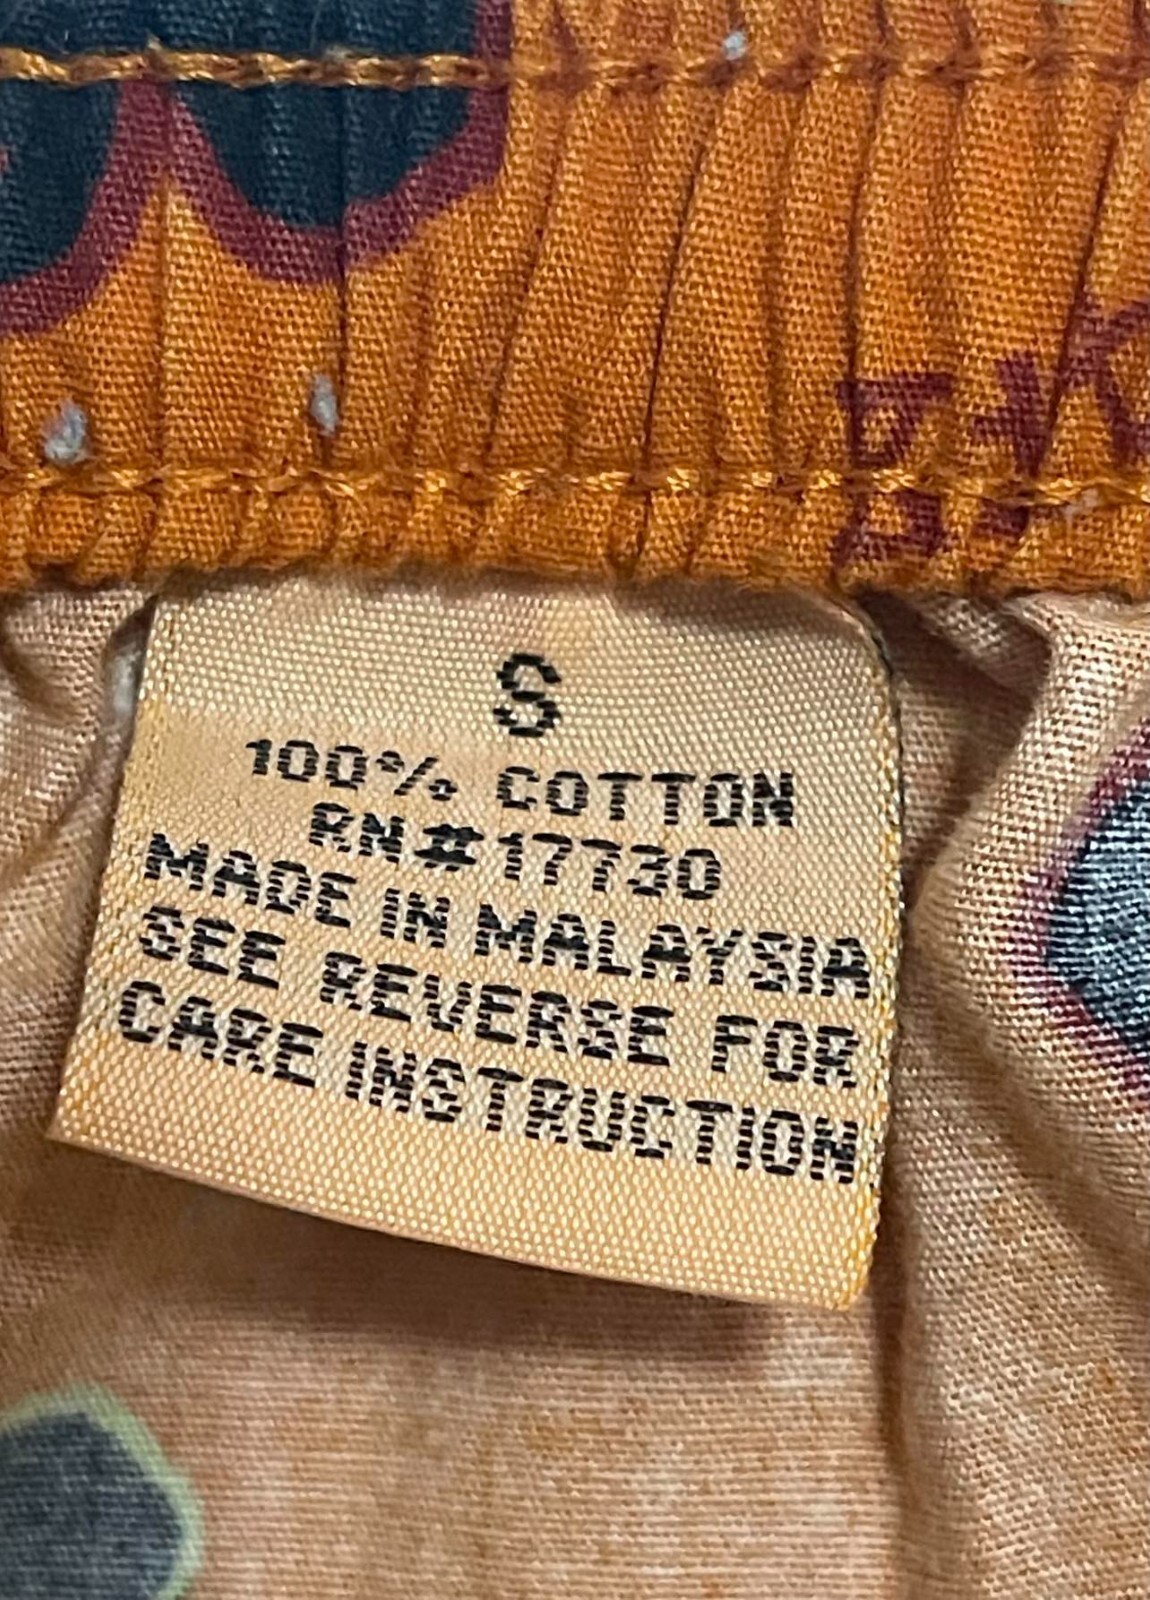 S
100% COTTON
RN#17730
MADE IN MALAYSIA
SEE REVERSE FOR
CARE INSTRUCTION